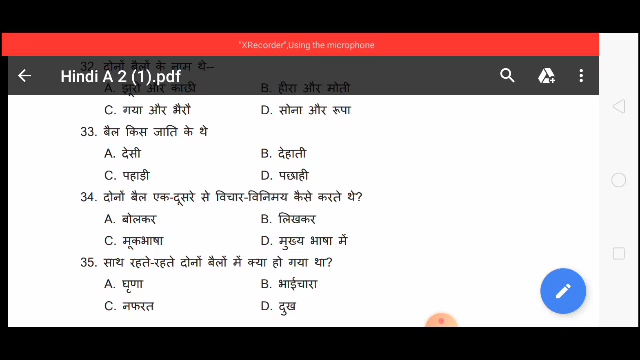 "XRecorder",Using the microphone
32. दोनों बैलों के नाम थे--
Hindi A 2 (1).pdf
A. झूरी और काछी B. हीरा और मोती
C. गया और भैरों D. सोना और रूपा
33. बैल किस जाति के थे
A. देसी B. देहाती
C. पहाड़ी D. पछाही
34. दोनों बैल एक-दूसरे से विचार-विनिमय कैसे करते थे?
A. बोलकर B. लिखकर
C. मूकभाषा D. मुख्य भाषा में
35. साथ रहते-रहते दोनों बैलों में क्या हो गया था?
A. घृणा B. भाईचारा
C. नफरत D. दुख